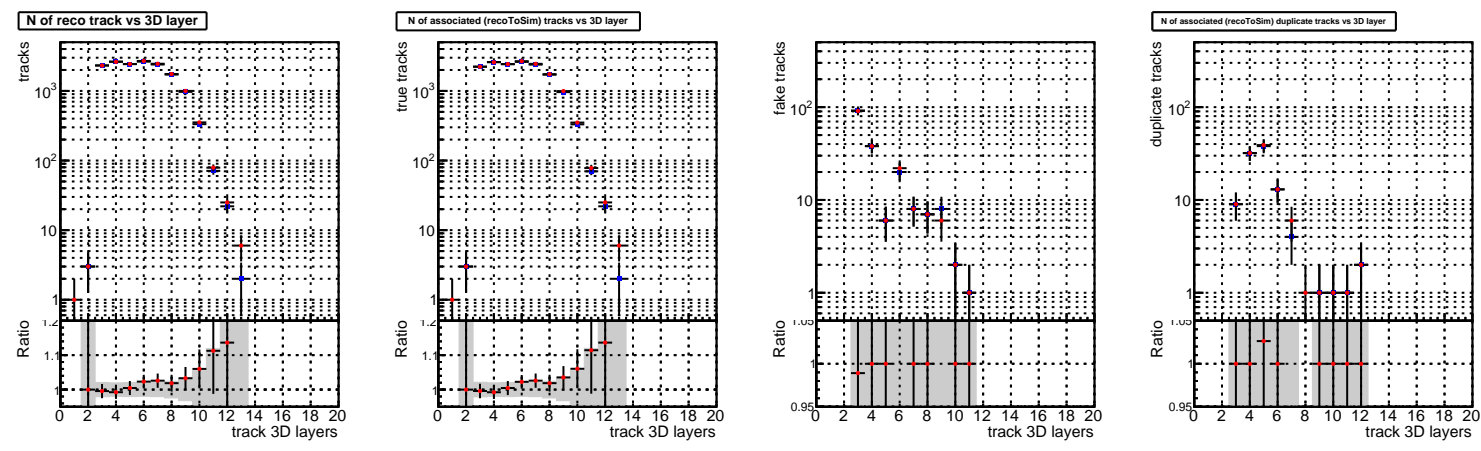 N of reco track vs 3D layer
tracks
10³
10²
10
1
Ratio
1.2
1.1
1
0 2 4 6 8 10 12 14 16 18 20
track 3D layers
N of associated (recoToSim) tracks vs 3D layer
true tracks
10³
10²
10
1
Ratio
1.2
1.1
1
0 2 4 6 8 10 12 14 16 18 20
track 3D layers
fake tracks
10²
10
1
Ratio
1.05
1
0.95
0 2 4 6 8 10 12 14 16 18 20
track 3D layers
N of associated (recoToSim) duplicate tracks vs 3D layer
duplicate tracks
10²
10
1
Ratio
1.05
1
0.95
0 2 4 6 8 10 12 14 16 18 20
track 3D layers